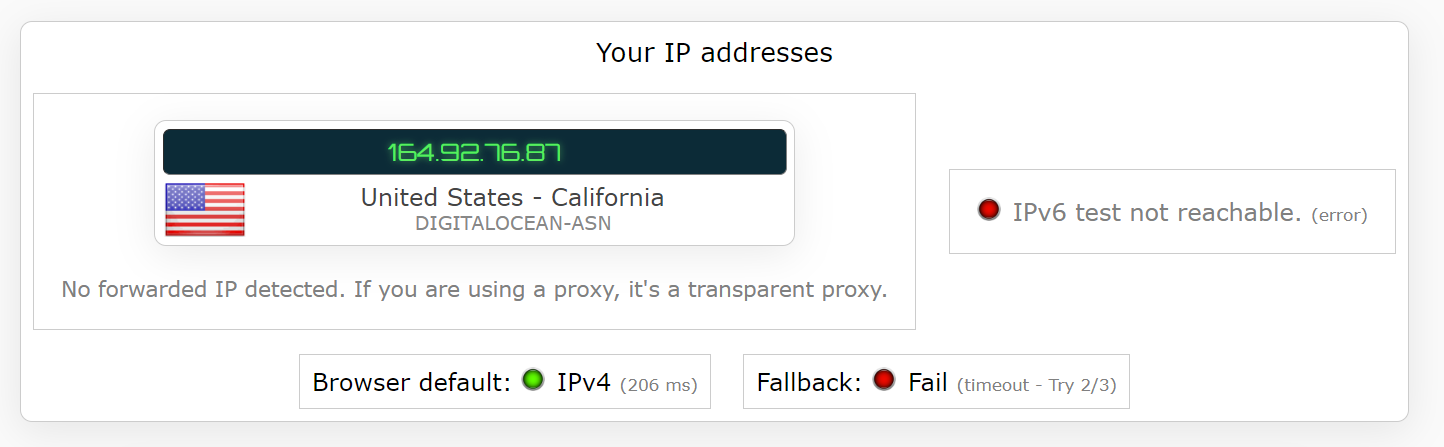 Your IP addresses
164.92.76.87
United States - California
DIGITALOCEAN-ASN
No forwarded IP detected. If you are using a proxy, it's a transparent proxy.
IPv6 test not reachable. (error)
Browser default: IPv4 (206 ms)
Fallback: Fail (timeout - Try 2/3)